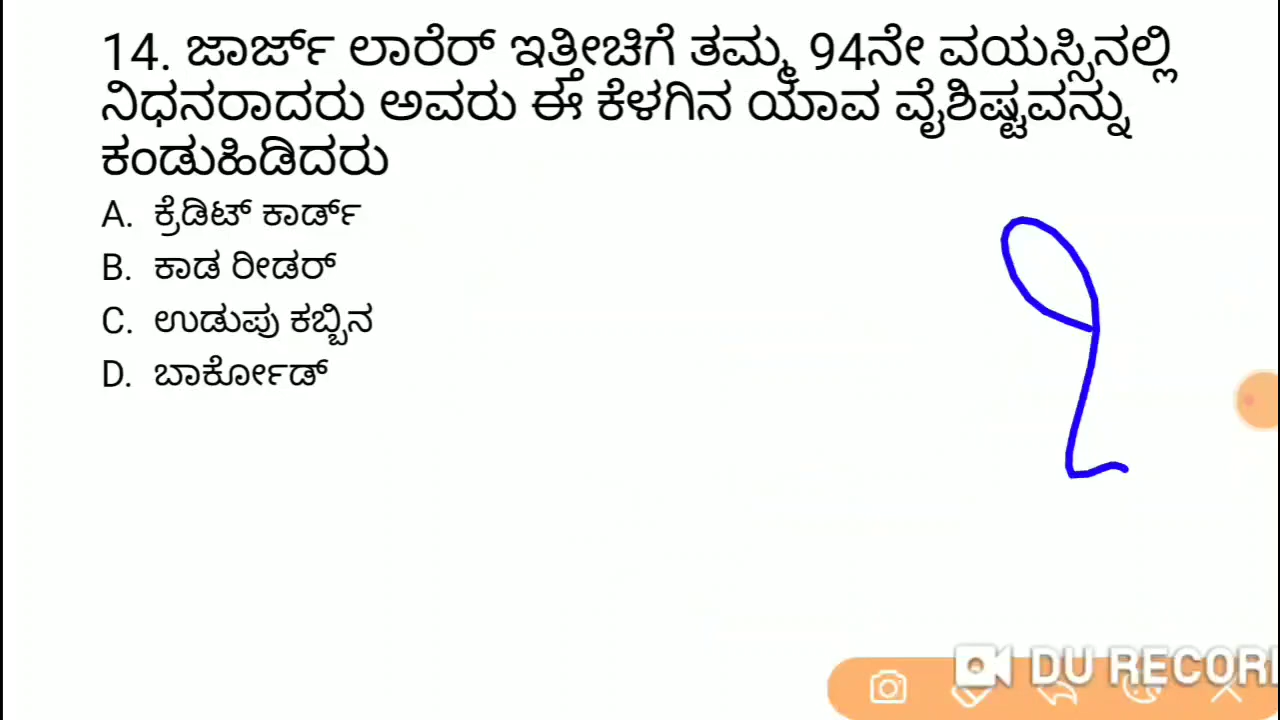 14. ಜಾರ್ಜ್ ಲಾರೆರ್ ಇತ್ತೀಚಿಗೆ ತಮ್ಮ 94ನೇ ವಯಸ್ಸಿನಲ್ಲಿ
ನಿಧನರಾದರು ಅವರು ಈ ಕೆಳಗಿನ ಯಾವ ವೈಶಿಷ್ಟವನ್ನು
ಕಂಡುಹಿಡಿದರು
A. ಕ್ರೆಡಿಟ್ ಕಾರ್ಡ್
B. ಕಾಡ ರೀಡರ್
C. ಉಡುಪು ಕಬ್ಬಿನ
D. ಬಾರ್ಕೋಡ್
DU RECOR